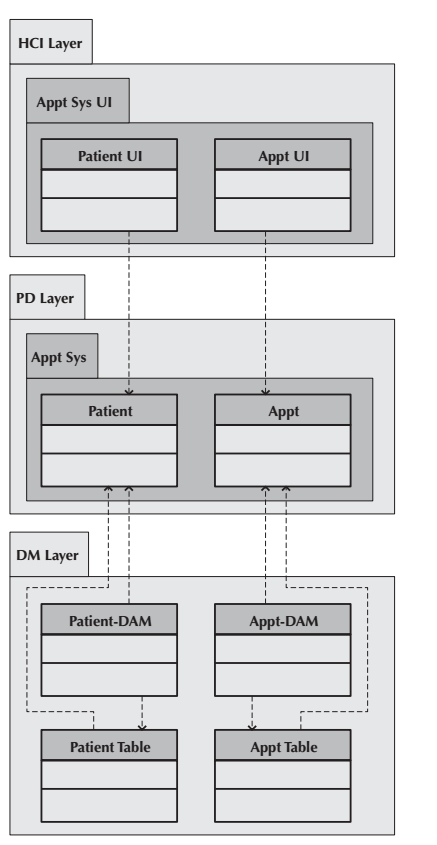 HCI Layer
Appt Sys UI
Patient UI
Appt UI
PD Layer
Appt Sys
Patient
Appt
DM Layer
Patient-DAM
Appt-DAM
Patient Table
Appt Table